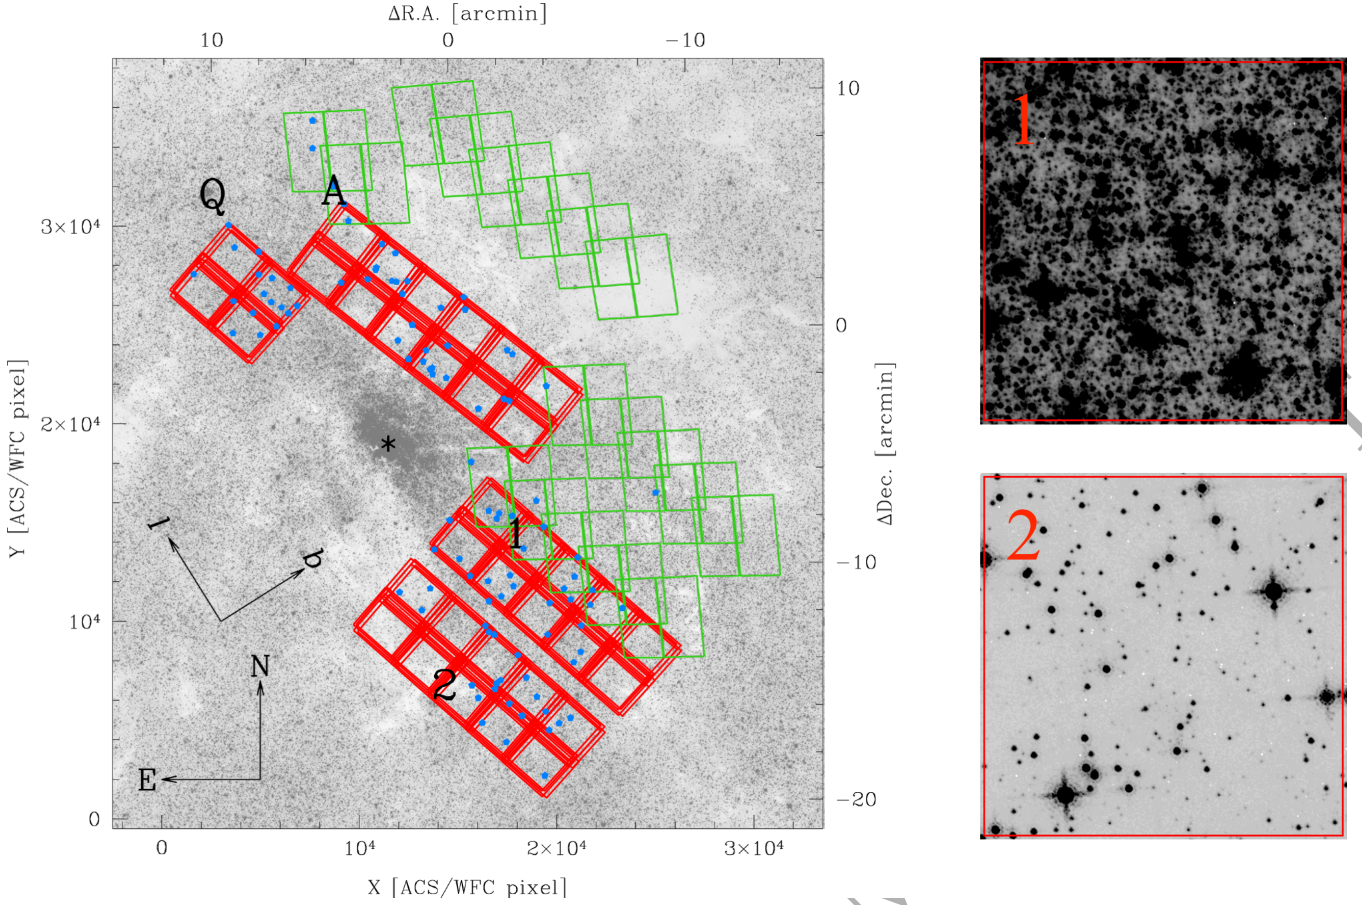 ΔR.A. [arcmin]
10 0 −10
Q A
1
10
3×10⁴
0
2×10⁴
Y [ACS/WFC pixel]
ΔDec. [arcmin]
*
1
l b
−10
2
10⁴
N
2
E
−20
0
0 10⁴ 2×10⁴ 3×10⁴
X [ACS/WFC pixel]